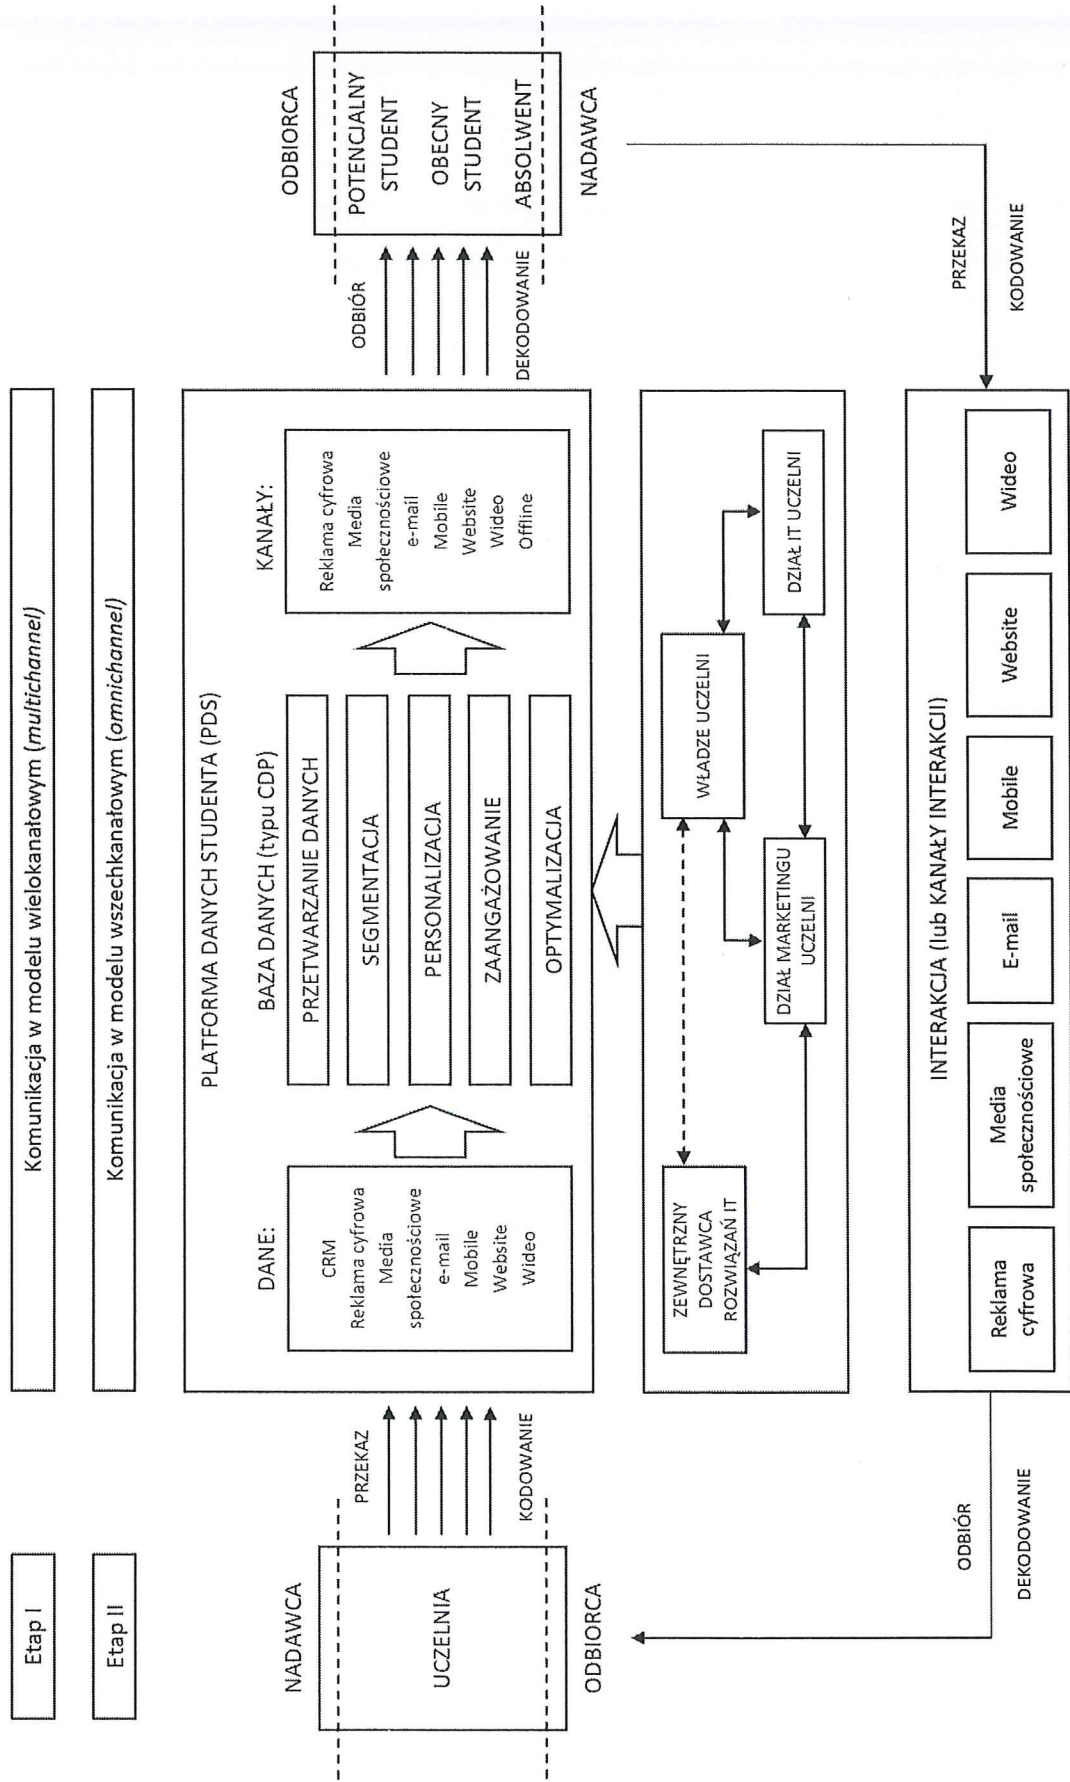 Etap I
Komunikacja w modelu wielokanałowym (multichannel)
Etap II
Komunikacja w modelu wszechkanałowym (omnichannel)
NADAWCA
UCZELNIA
ODBIORCA
PRZEKAZ
KODOWANIE
PLATFORMA DANYCH STUDENTA (PDS)
DANE:
CRM
Reklama cyfrowa
Media
społecznościowe
e-mail
Mobile
Website
Wideo
BAZA DANYCH (typu CDP)
PRZETWARZANIE DANYCH
SEGMENTACJA
PERSONALIZACJA
ZAANGAŻOWANIE
OPTYMALIZACJA
KANAŁY:
Reklama cyfrowa
Media
społecznościowe
e-mail
Mobile
Website
Wideo
Offline
ODBIÓR
DEKODOWANIE
ODBIORCA
POTENCJALNY
STUDENT
OBECNY
STUDENT
ABSOLWENT
NADAWCA
ZEWNĘTRZNY
DOSTAWCA
ROZWIĄZAŃ IT
WŁADZE UCZELNI
DZIAŁ MARKETINGU
UCZELNI
DZIAŁ IT UCZELNI
PRZEKAZ
KODOWANIE
INTERAKCJA (lub KANAŁY INTERAKCJI)
Reklama
cyfrowa
Media
społecznościowe
E-mail
Mobile
Website
Wideo
ODBIÓR
DEKODOWANIE